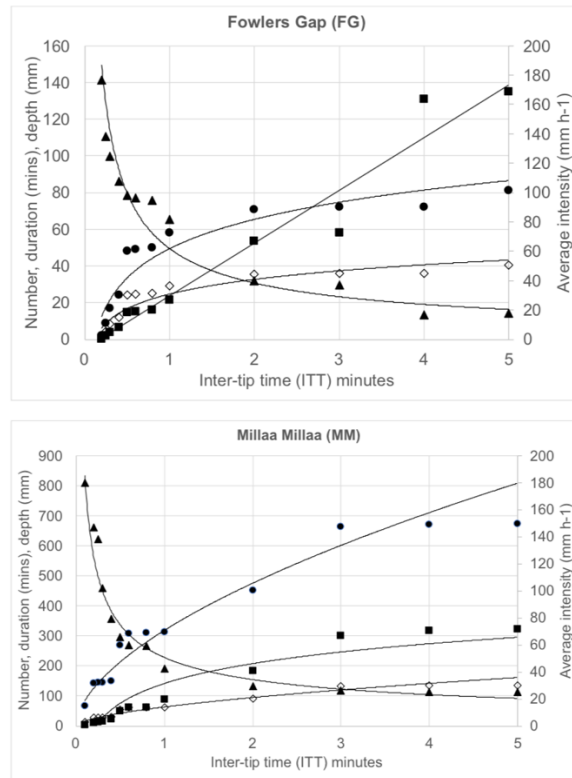 Fowlers Gap (FG)
160 200
140 180
120 160
100 140
80 120
60 100
40 80
20 60
0 40
20
0
Number, duration (mins), depth (mm)
Average intensity (mm h-1)
0 1 2 3 4 5
Inter-tip time (ITT) minutes
Millaa Millaa (MM)
900 200
800 180
700 160
600 140
500 120
400 100
300 80
200 60
100 40
0 20
0
Number, duration (mins), depth (mm)
Average intensity (mm h-1)
0 1 2 3 4 5
Inter-tip time (ITT) minutes